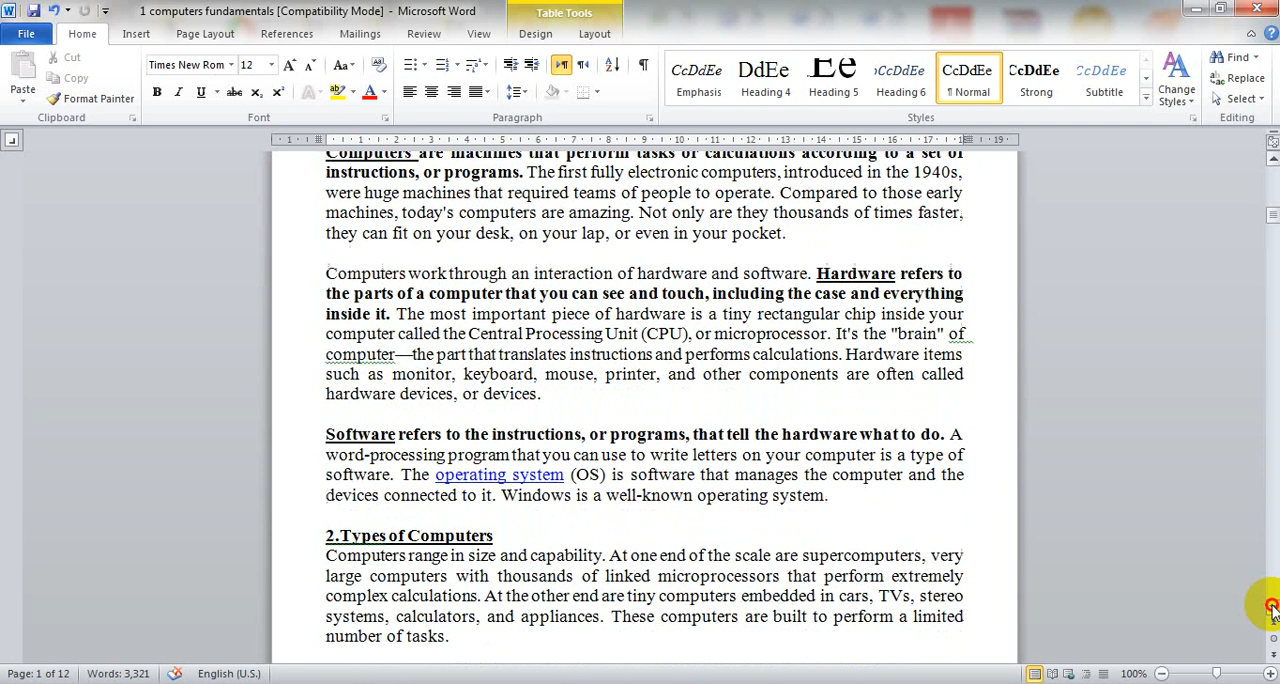 1 computers fundamentals [Compatibility Mode] - Microsoft Word
Table Tools
File Home Insert Page Layout References Mailings Review View Design Layout
Paste
Cut
Copy
Format Painter
Clipboard
Times New Rom 12
Font
Paragraph
CcDdEe DdEe Ee CcDdEe CcDdEe CcDdEe CcDdEe
Emphasis Heading 4 Heading 5 Heading 6 ¶ Normal Strong Subtitle
Change
Styles
Styles
Find
Replace
Select
Editing
Computers are machines that perform tasks or calculations according to a set of
instructions, or programs. The first fully electronic computers, introduced in the 1940s,
were huge machines that required teams of people to operate. Compared to those early
machines, today's computers are amazing. Not only are they thousands of times faster,
they can fit on your desk, on your lap, or even in your pocket.
Computers work through an interaction of hardware and software. Hardware refers to
the parts of a computer that you can see and touch, including the case and everything
inside it. The most important piece of hardware is a tiny rectangular chip inside your
computer called the Central Processing Unit (CPU), or microprocessor. It's the "brain" of
computer—the part that translates instructions and performs calculations. Hardware items
such as monitor, keyboard, mouse, printer, and other components are often called
hardware devices, or devices.
Software refers to the instructions, or programs, that tell the hardware what to do. A
word-processing program that you can use to write letters on your computer is a type of
software. The operating system (OS) is software that manages the computer and the
devices connected to it. Windows is a well-known operating system.
2.Types of Computers
Computers range in size and capability. At one end of the scale are supercomputers, very
large computers with thousands of linked microprocessors that perform extremely
complex calculations. At the other end are tiny computers embedded in cars, TVs, stereo
systems, calculators, and appliances. These computers are built to perform a limited
number of tasks.
Page: 1 of 12 Words: 3,321 English (U.S.) 100%